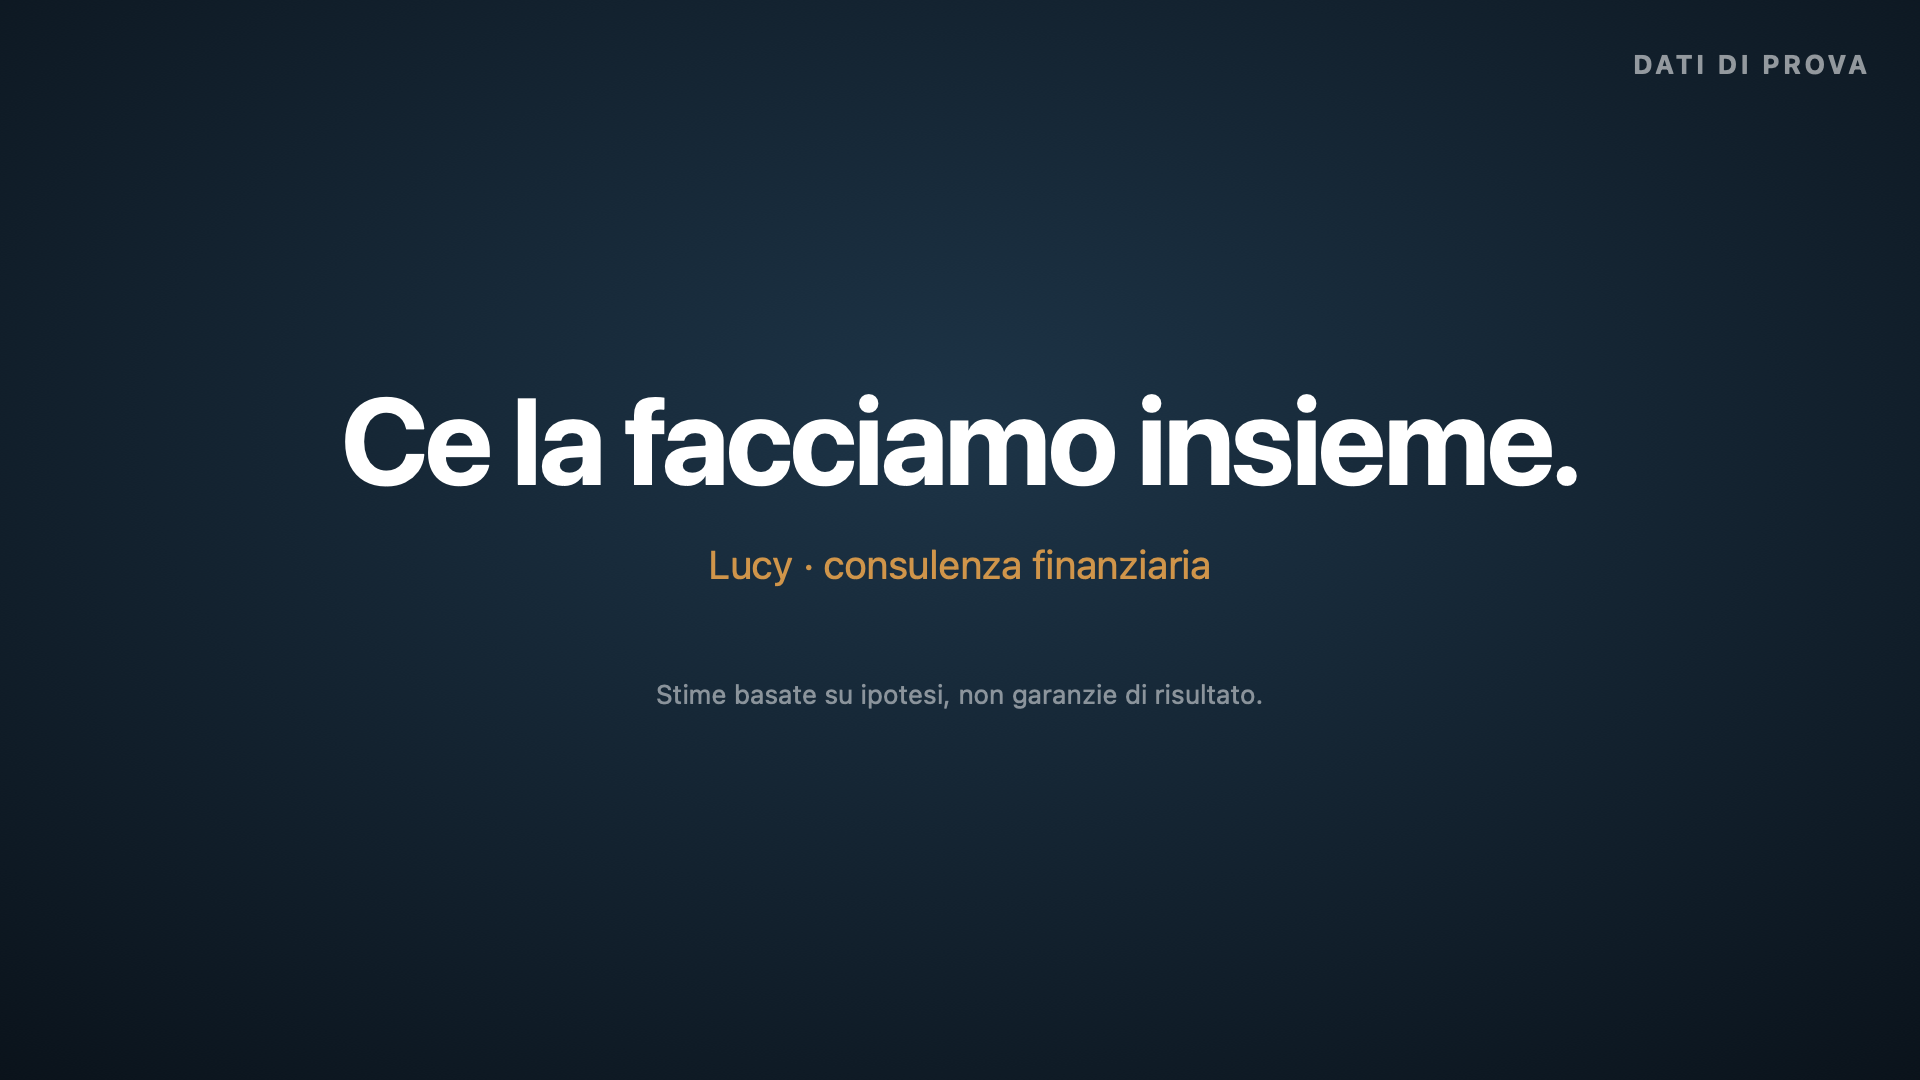 DATI DI PROVA
Ce la facciamo insieme.
Lucy · consulenza finanziaria
Stime basate su ipotesi, non garanzie di risultato.